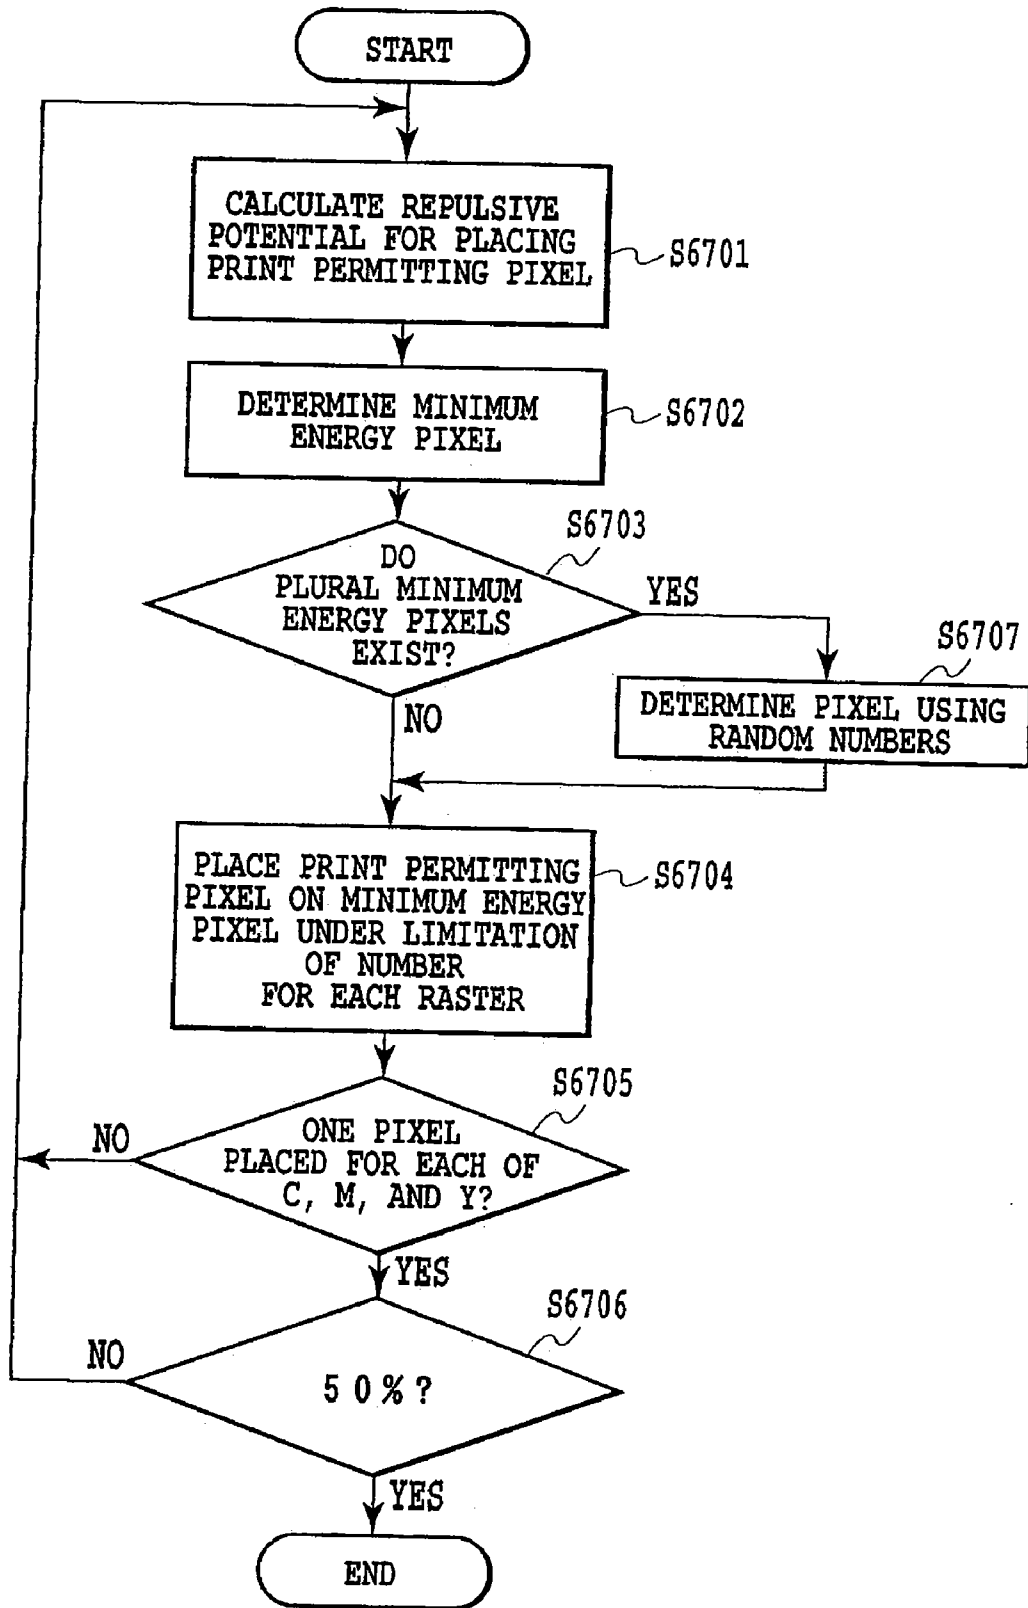 START
CALCULATE REPULSIVE
POTENTIAL FOR PLACING
PRINT PERMITTING PIXEL
S6701
DETERMINE MINIMUM
ENERGY PIXEL
S6702
S6703
DO
PLURAL MINIMUM
ENERGY PIXELS
EXIST?
YES
S6707
DETERMINE PIXEL USING
RANDOM NUMBERS
NO
PLACE PRINT PERMITTING
PIXEL ON MINIMUM ENERGY
PIXEL UNDER LIMITATION
OF NUMBER
FOR EACH RASTER
S6704
S6705
NO
ONE PIXEL
PLACED FOR EACH OF
C, M, AND Y?
YES
S6706
NO
50%?
YES
END